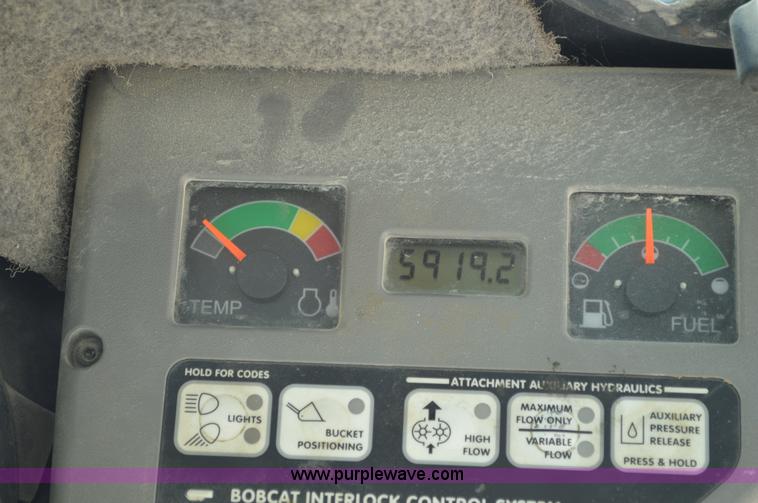 5919.2
TEMP
FUEL
HOLD FOR CODES
ATTACHMENT AUXILIARY HYDRAULICS
LIGHTS
BUCKET
POSITIONING
HIGH
FLOW
MAXIMUM
FLOW ONLY
VARIABLE
FLOW
AUXILIARY
PRESSURE
RELEASE
PRESS & HOLD
www.purplewave.com
BOBCAT INTERLOCK CONTROL SYSTEM